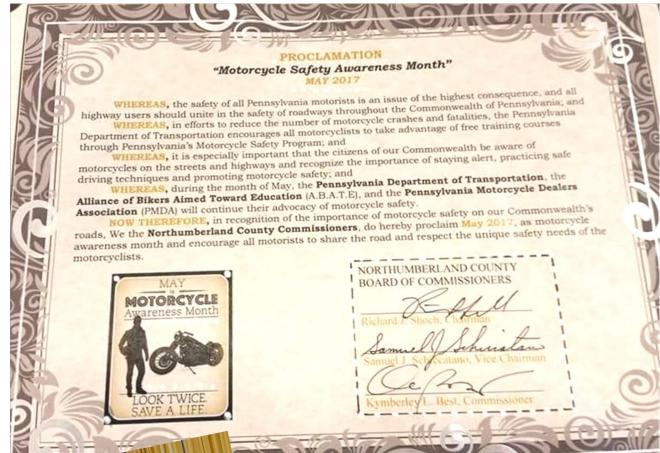 PROCLAMATION
“Motorcycle Safety Awareness Month”
MAY 2017
WHEREAS, the safety of all Pennsylvania motorists is an issue of the highest consequence, and all
highway users should unite in the safety of roadways throughout the Commonwealth of Pennsylvania; and
WHEREAS, in efforts to reduce the number of motorcycle crashes and fatalities, the Pennsylvania
Department of Transportation encourages all motorcyclists to take advantage of free training courses
through Pennsylvania's Motorcycle Safety Program; and
WHEREAS, it is especially important that the citizens of our Commonwealth be aware of
motorcycles on the streets and highways and recognize the importance of staying alert, practicing safe
driving techniques and promoting motorcycle safety; and
WHEREAS, during the month of May, the Pennsylvania Department of Transportation, the
Alliance of Bikers Aimed Toward Education (A.B.A.T.E), and the Pennsylvania Motorcycle Dealers
Association (PMDA) will continue their advocacy of motorcycle safety.
NOW THEREFORE, in recognition of the importance of motorcycle safety on our Commonwealth's
roads, We the Northumberland County Commissioners, do hereby proclaim May 2017, as motorcycle
awareness month and encourage all motorists to share the road and respect the unique safety needs of the
motorcyclists.
MAY
is
MOTORCYCLE
Awareness Month
LOOK TWICE.
SAVE A LIFE.
NORTHUMBERLAND COUNTY
BOARD OF COMMISSIONERS
Richard J. Shoch, Chairman
Samuel J. Schiccatano, Vice Chairman
Kymberley L. Best, Commissioner